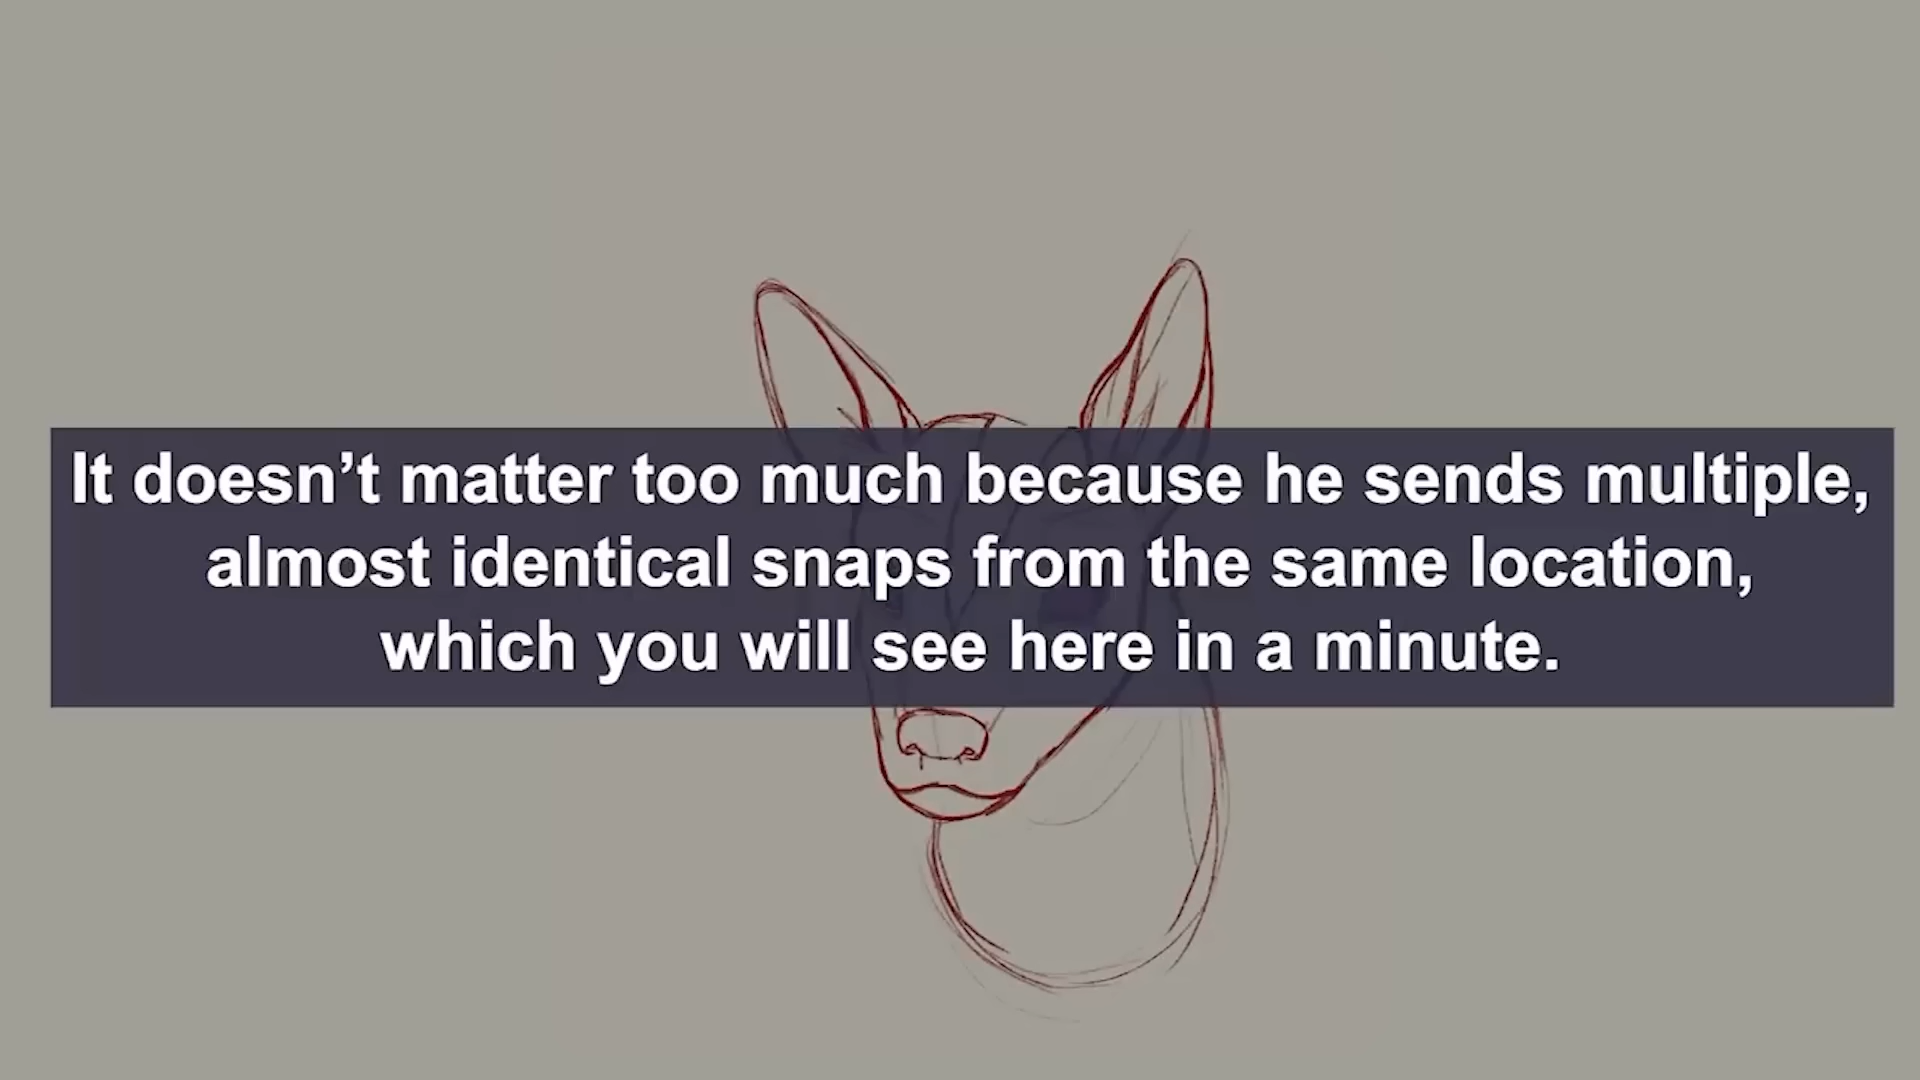 It doesn’t matter too much because he sends multiple,
almost identical snaps from the same location,
which you will see here in a minute.